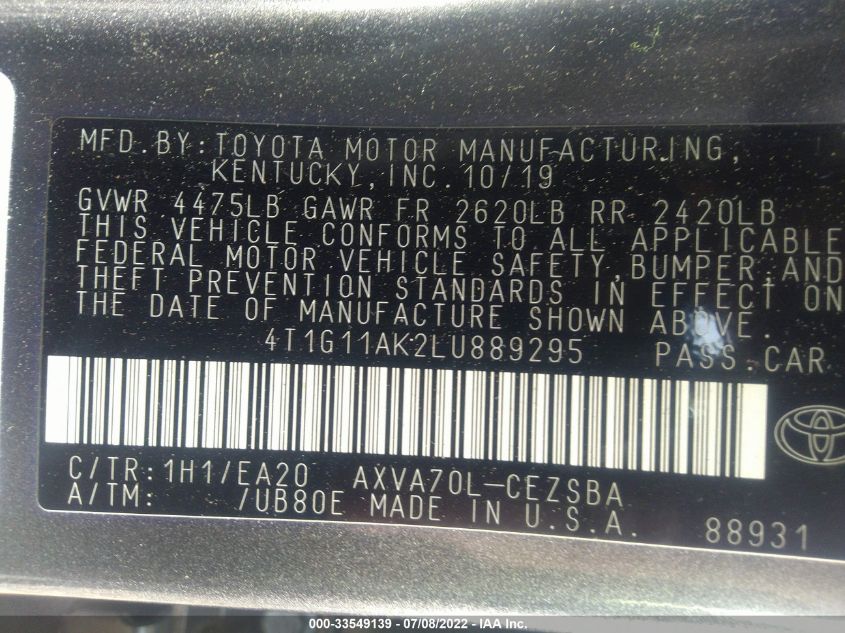 MFD.BY:TOYOTA MOTOR MANUFACTURING,
KENTUCKY,INC.10/19
GVWR 4475LB GAWR FR 2620LB RR 2420LB
THIS VEHICLE CONFORMS TO ALL APPLICABLE
FEDERAL MOTOR VEHICLE SAFETY,BUMPER,AND
THEFT PREVENTION STANDARDS IN EFFECT ON
THE DATE OF MANUFACTURE SHOWN ABOVE.
4T1G11AK2LU889295 PASS.CAR
C/TR:1H1/EA20 AXVA70L-CEZSBA
A/TM: /UB80E MADE IN U.S.A. 88931
000-33549139 - 07/08/2022 - IAA Inc.